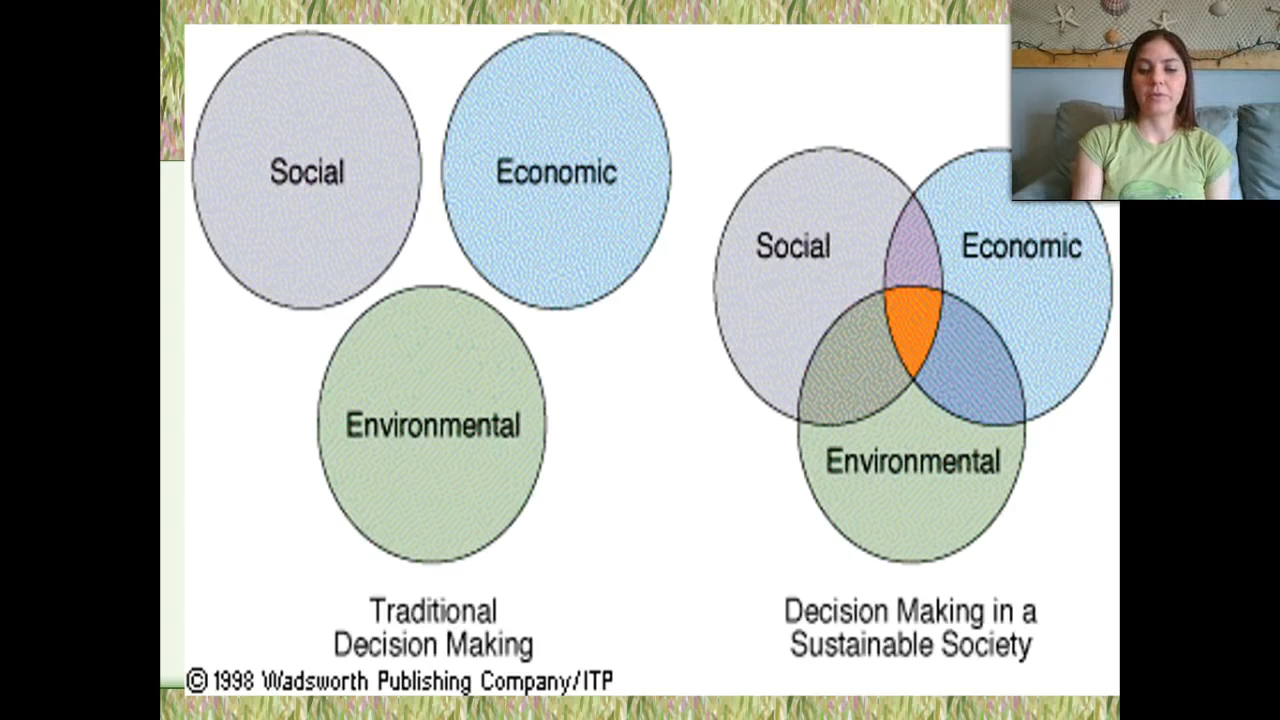 Social
Economic
Environmental
Traditional
Decision Making
Social
Economic
Environmental
Decision Making in a
Sustainable Society
© 1998 Wadsworth Publishing Company/ITP